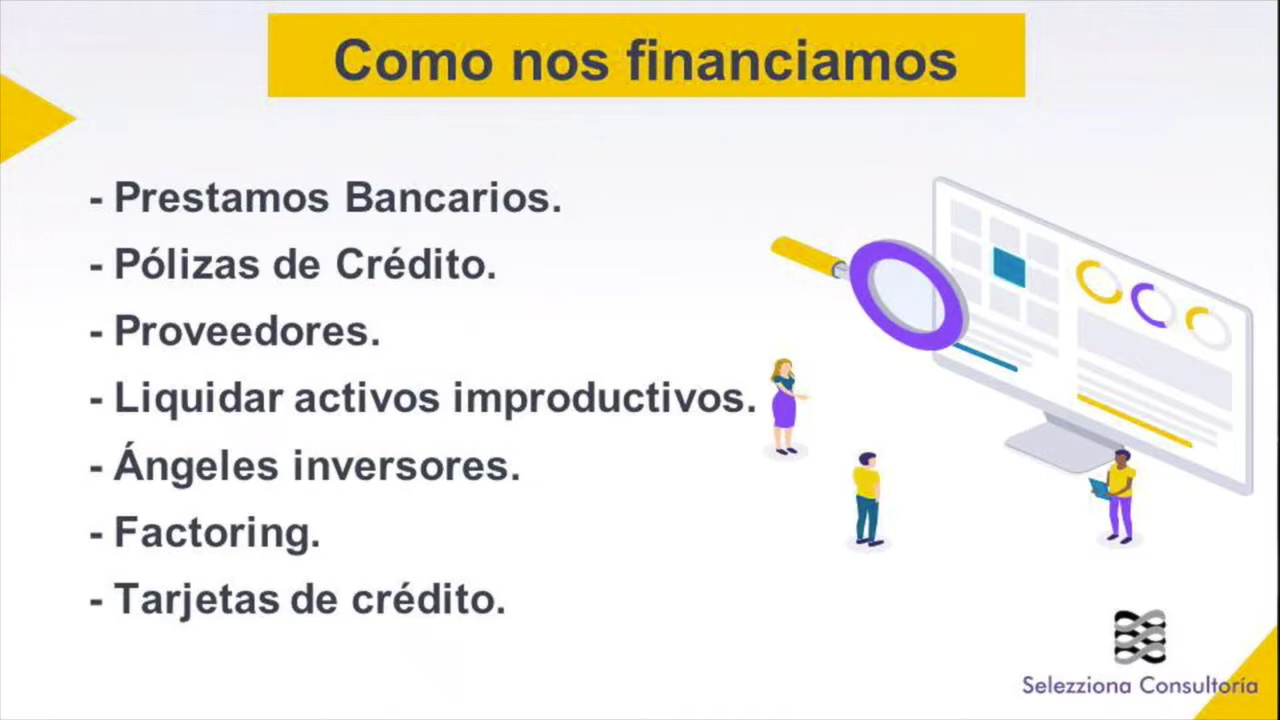 Como nos financiamos
- Prestamos Bancarios.
- Pólizas de Crédito.
- Proveedores.
- Liquidar activos improductivos.
- Ángeles inversores.
- Factoring.
- Tarjetas de crédito.
Selezziona Consultoría